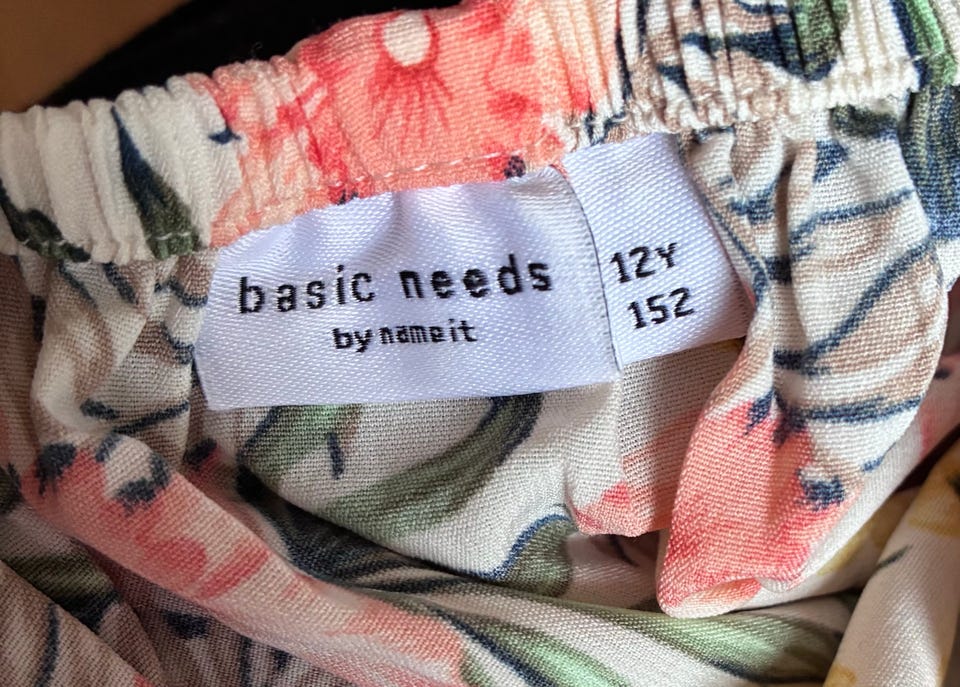 basic needs
by name it
12Y
152